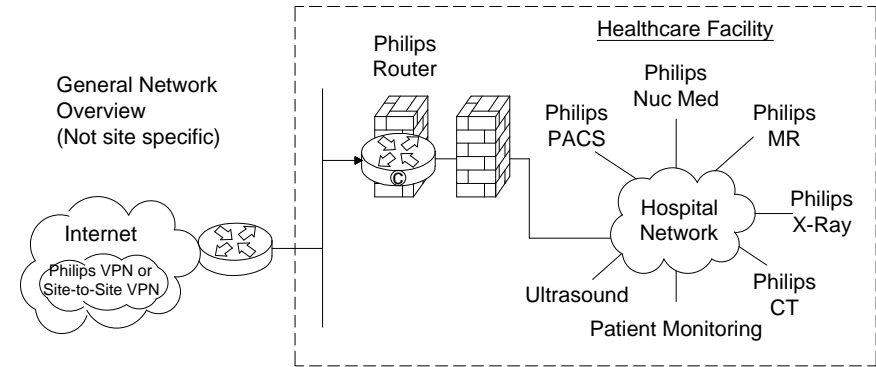 General Network
Overview
(Not site specific)
Internet
Philips VPN or
Site-to-Site VPN
Healthcare Facility
Philips
Router
C
Philips
PACS
Philips
Nuc Med
Philips
MR
Philips
X-Ray
Philips
CT
Patient Monitoring
Ultrasound
Hospital
Network